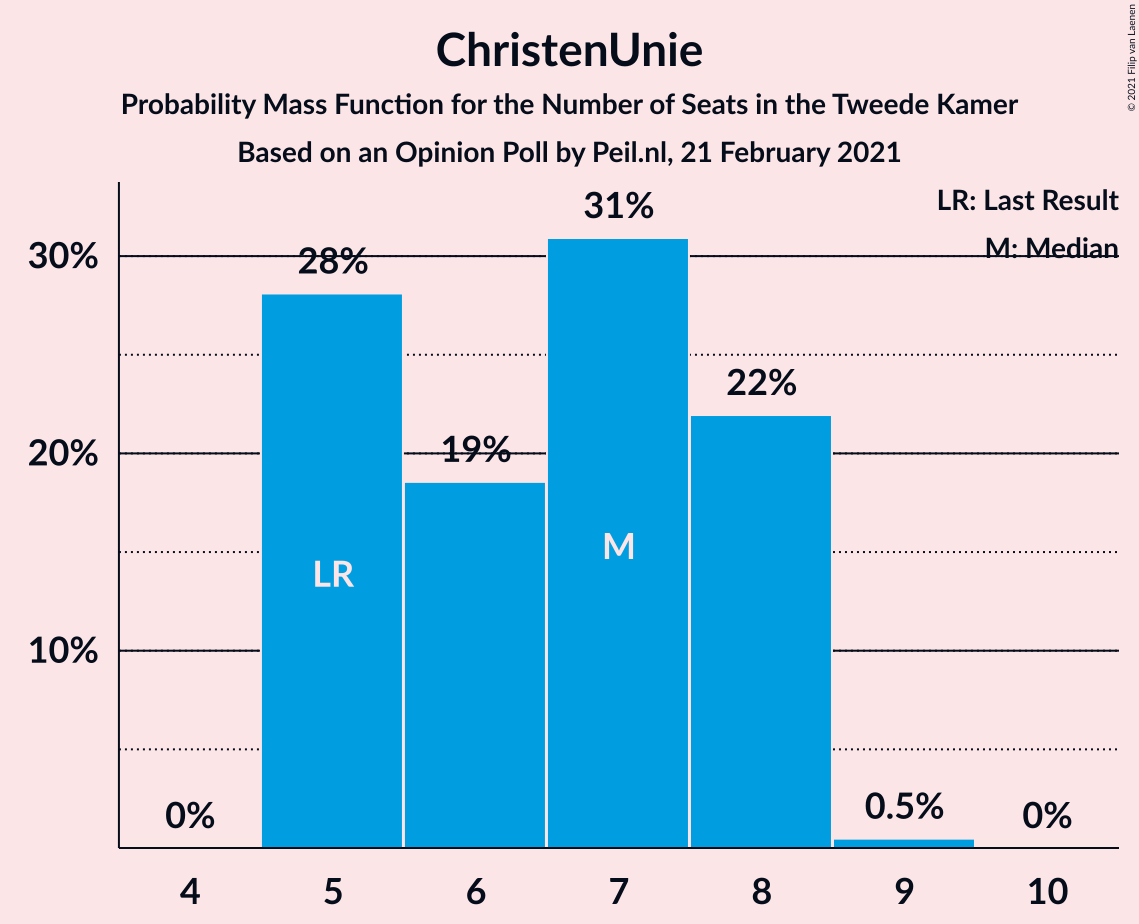 ChristenUnie
Probability Mass Function for the Number of Seats in the Tweede Kamer
Based on an Opinion Poll by Peil.nl, 21 February 2021
© 2021 Filip van Laenen
LR: Last Result
M: Median
30%
20%
10%
0%
28%
19%
31%
22%
0.5%
0%
LR
M
4
5
6
7
8
9
10